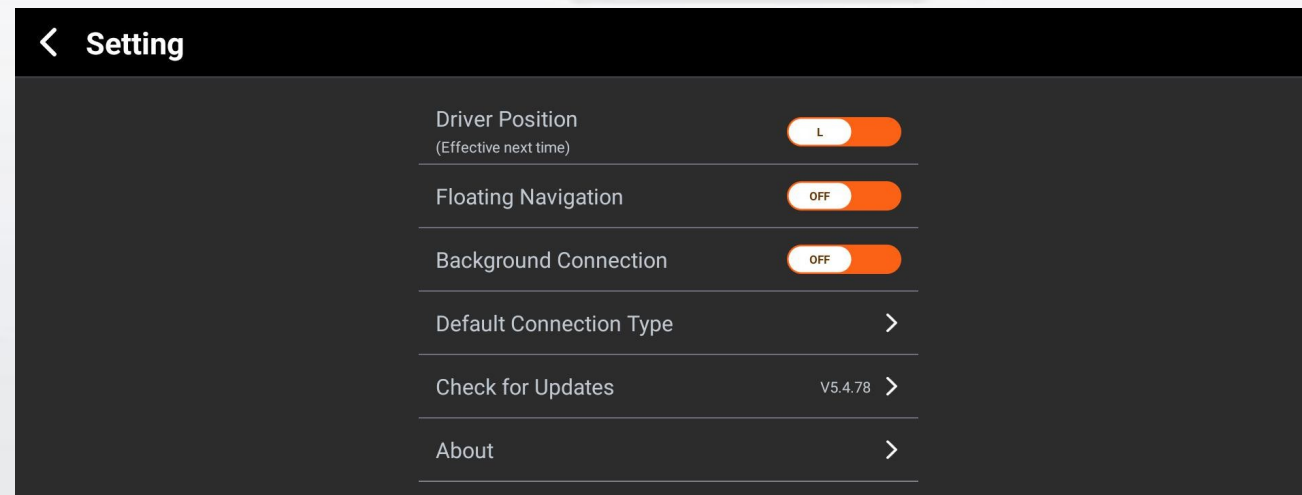 Setting
Driver Position
L
(Effective next time)
Floating Navigation
OFF
Background Connection
OFF
Default Connection Type
Check for Updates
V5.4.78
About